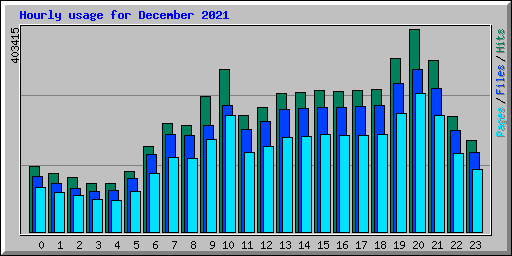 Hourly usage for December 2021
403415
Pages / Files / Hits
0 1 2 3 4 5 6 7 8 9 10 11 12 13 14 15 16 17 18 19 20 21 22 23